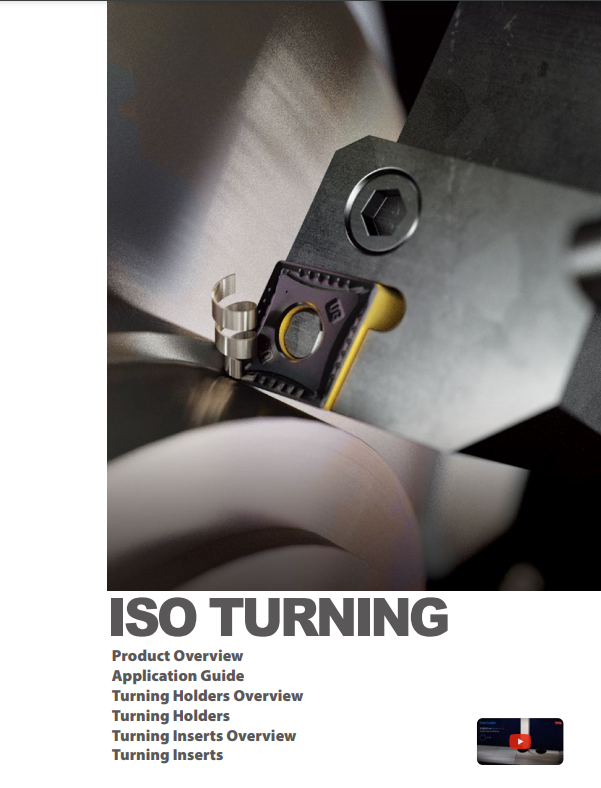 ISO TURNING
Product Overview
Application Guide
Turning Holders Overview
Turning Holders
Turning Inserts Overview
Turning Inserts